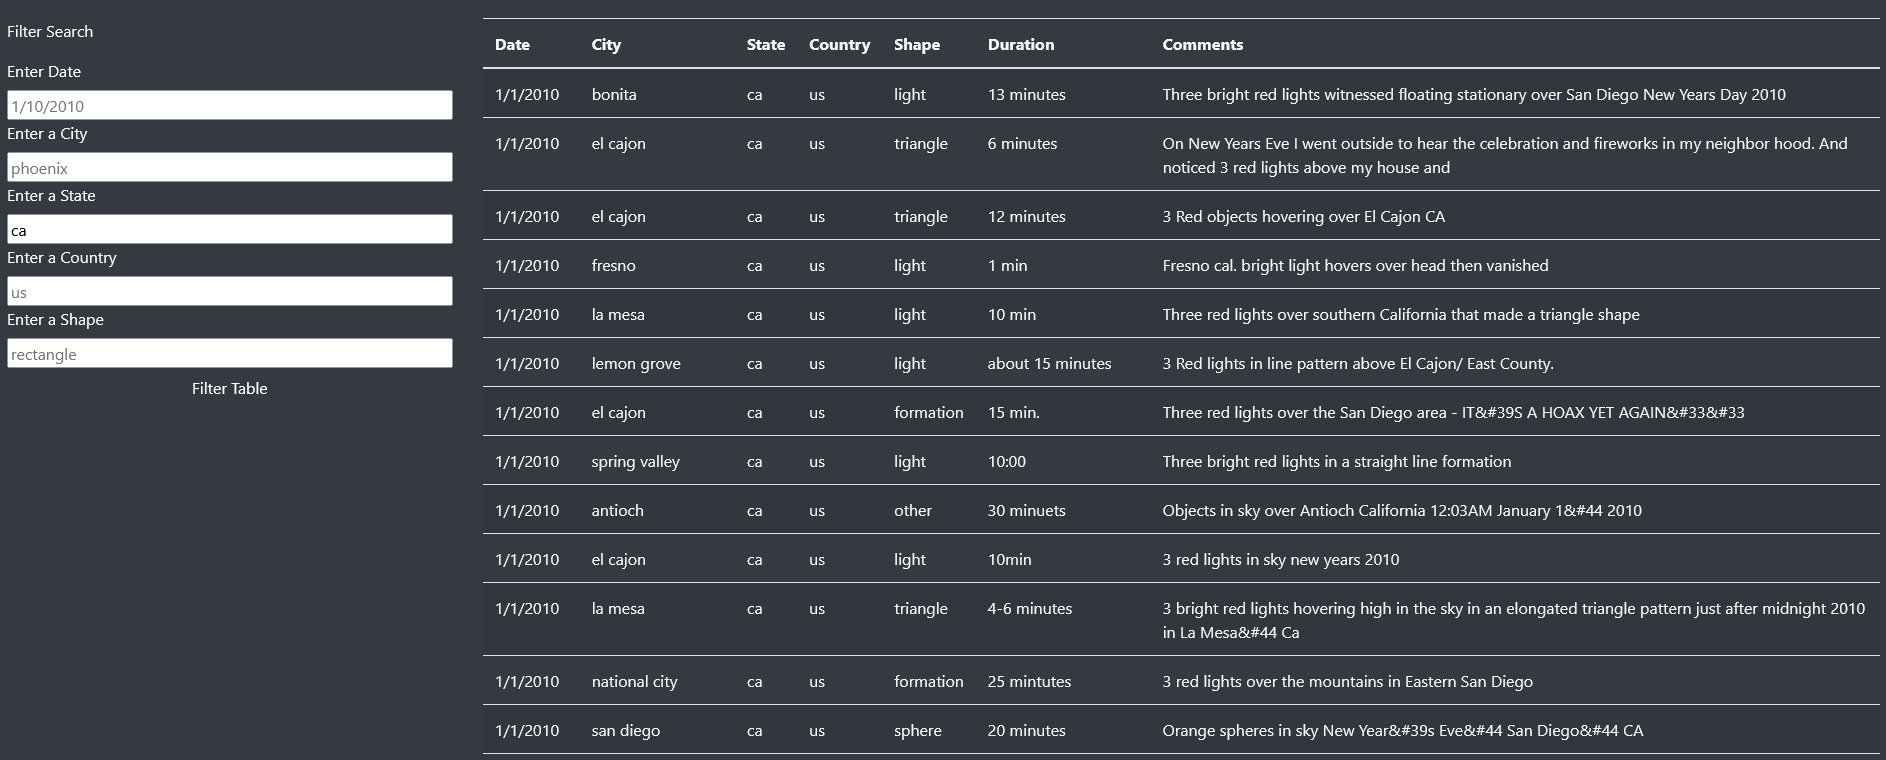 Filter Search
Enter Date
1/10/2010
Enter a City
phoenix
Enter a State
ca
Enter a Country
us
Enter a Shape
rectangle
Filter Table
Date City State Country Shape Duration Comments
1/1/2010 bonita ca us light 13 minutes Three bright red lights witnessed floating stationary over San Diego New Years Day 2010
1/1/2010 el cajon ca us triangle 6 minutes On New Years Eve I went outside to hear the celebration and fireworks in my neighbor hood. And
noticed 3 red lights above my house and
1/1/2010 el cajon ca us triangle 12 minutes 3 Red objects hovering over El Cajon CA
1/1/2010 fresno ca us light 1 min Fresno cal. bright light hovers over head then vanished
1/1/2010 la mesa ca us light 10 min Three red lights over southern California that made a triangle shape
1/1/2010 lemon grove ca us light about 15 minutes 3 Red lights in line pattern above El Cajon/ East County.
1/1/2010 el cajon ca us formation 15 min. Three red lights over the San Diego area - IT&#39S A HOAX YET AGAIN&#33&#33
1/1/2010 spring valley ca us light 10:00 Three bright red lights in a straight line formation
1/1/2010 antioch ca us other 30 minuets Objects in sky over Antioch California 12:03AM January 1&#44 2010
1/1/2010 el cajon ca us light 10min 3 red lights in sky new years 2010
1/1/2010 la mesa ca us triangle 4-6 minutes 3 bright red lights hovering high in the sky in an elongated triangle pattern just after midnight 2010
in La Mesa&#44 Ca
1/1/2010 national city ca us formation 25 mintutes 3 red lights over the mountains in Eastern San Diego
1/1/2010 san diego ca us sphere 20 minutes Orange spheres in sky New Year&#39s Eve&#44 San Diego&#44 CA